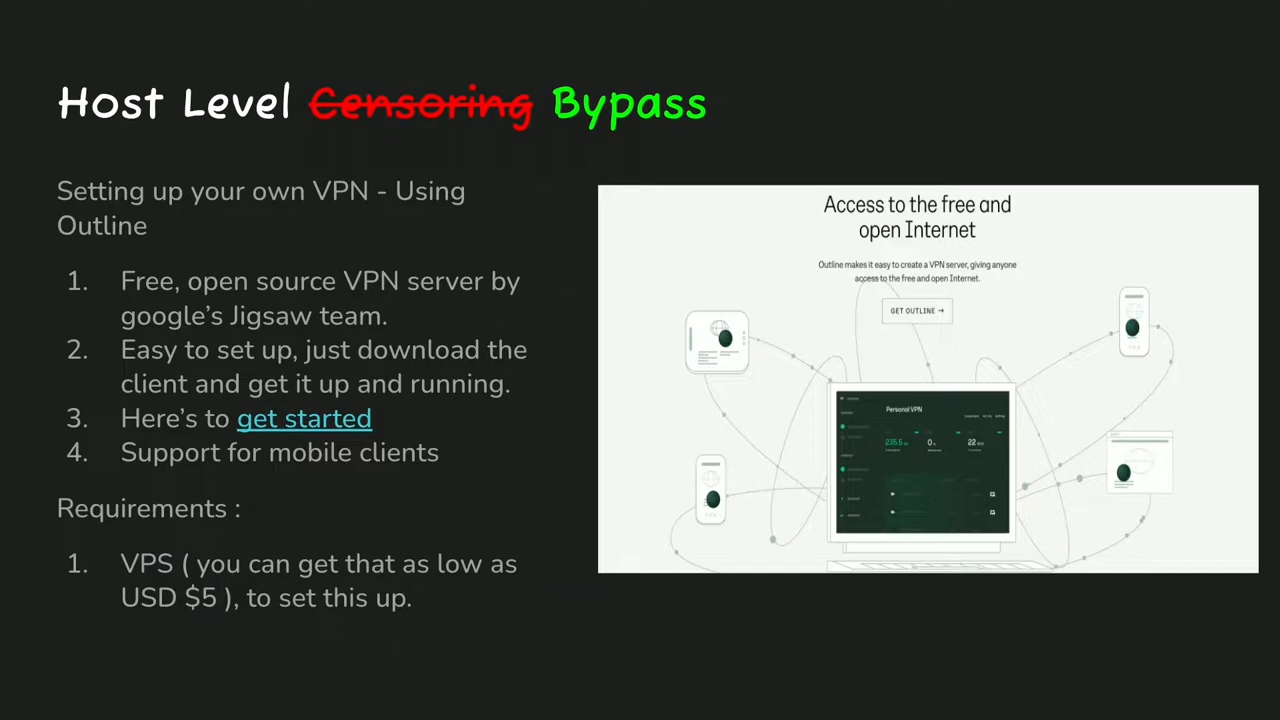 Host Level Censoring Bypass
Setting up your own VPN - Using
Outline
1. Free, open source VPN server by
google's Jigsaw team.
2. Easy to set up, just download the
client and get it up and running.
3. Here's to get started
4. Support for mobile clients
Requirements :
1. VPS ( you can get that as low as
USD $5 ), to set this up.
Access to the free and
open Internet
Outline makes it easy to create a VPN server, giving anyone
access to the free and open Internet.
GET OUTLINE →
Personal VPN
235.5
0
22